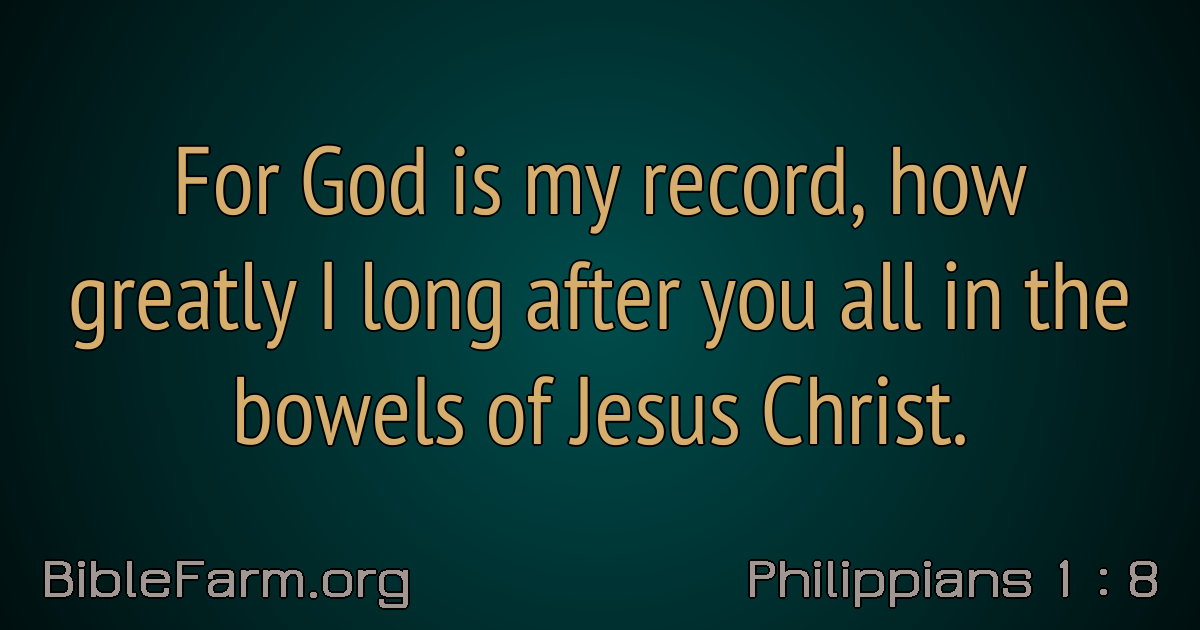 For God is my record, how
greatly I long after you all in the
bowels of Jesus Christ.
BibleFarm.org
Philippians 1 : 8